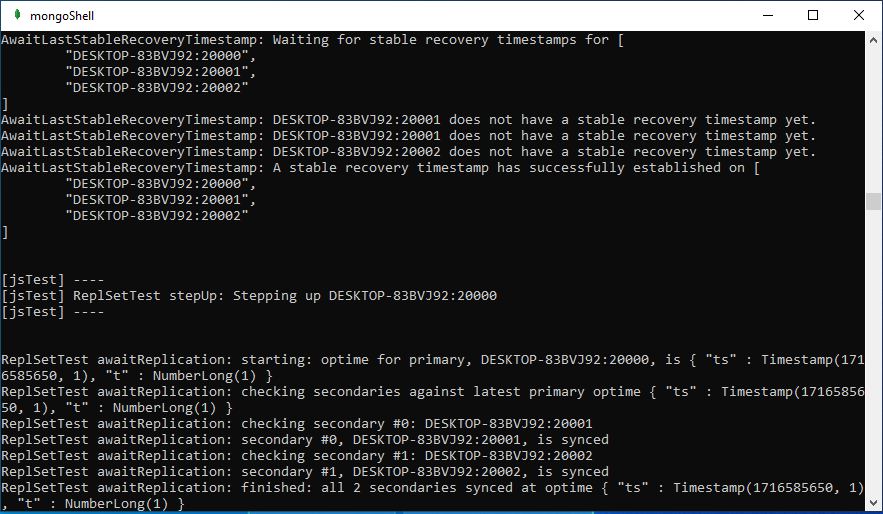 mongoShell
AwaitLastStableRecoveryTimestamp: Waiting for stable recovery timestamps for [
        "DESKTOP-83BVJ92:20000",
        "DESKTOP-83BVJ92:20001",
        "DESKTOP-83BVJ92:20002"
]
AwaitLastStableRecoveryTimestamp: DESKTOP-83BVJ92:20001 does not have a stable recovery timestamp yet.
AwaitLastStableRecoveryTimestamp: DESKTOP-83BVJ92:20001 does not have a stable recovery timestamp yet.
AwaitLastStableRecoveryTimestamp: DESKTOP-83BVJ92:20002 does not have a stable recovery timestamp yet.
AwaitLastStableRecoveryTimestamp: A stable recovery timestamp has successfully established on [
        "DESKTOP-83BVJ92:20000",
        "DESKTOP-83BVJ92:20001",
        "DESKTOP-83BVJ92:20002"
]
[jsTest] ----
[jsTest] ReplSetTest stepUp: Stepping up DESKTOP-83BVJ92:20000
[jsTest] ----
ReplSetTest awaitReplication: starting: optime for primary, DESKTOP-83BVJ92:20000, is { "ts" : Timestamp(171
6585650, 1), "t" : NumberLong(1) }
ReplSetTest awaitReplication: checking secondaries against latest primary optime { "ts" : Timestamp(17165856
50, 1), "t" : NumberLong(1) }
ReplSetTest awaitReplication: checking secondary #0: DESKTOP-83BVJ92:20001
ReplSetTest awaitReplication: secondary #0, DESKTOP-83BVJ92:20001, is synced
ReplSetTest awaitReplication: checking secondary #1: DESKTOP-83BVJ92:20002
ReplSetTest awaitReplication: secondary #1, DESKTOP-83BVJ92:20002, is synced
ReplSetTest awaitReplication: finished: all 2 secondaries synced at optime { "ts" : Timestamp(1716585650, 1)
, "t" : NumberLong(1) }